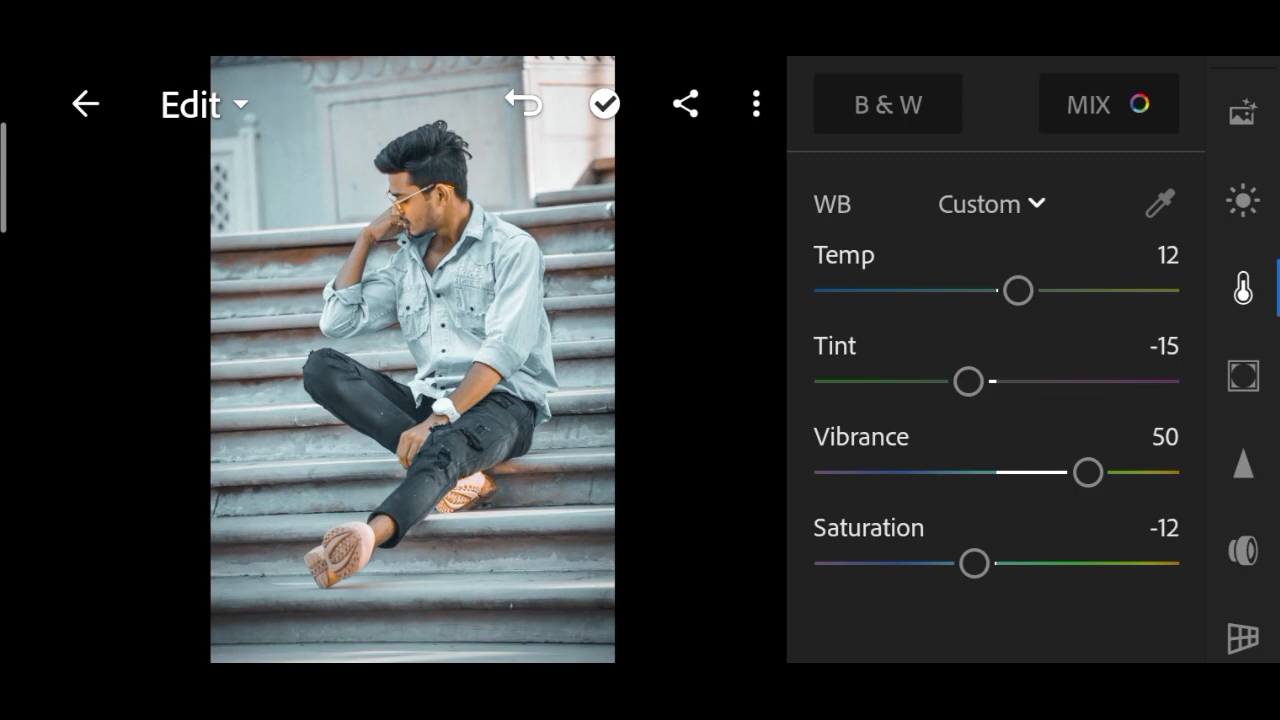 Edit
B & W
MIX
WB Custom
Temp 12
Tint -15
Vibrance 50
Saturation -12